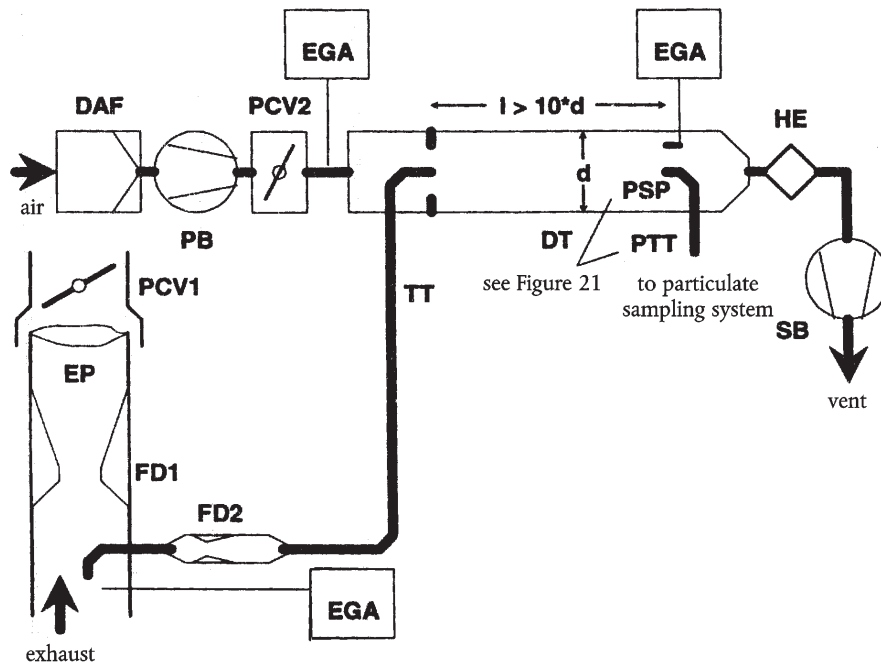 EGA
EGA
DAF
PCV2
l > 10*d
HE
air
d
PSP
PB
DT
PTT
PCV1
TT
see Figure 21
to particulate
sampling system
SB
EP
vent
FD1
FD2
EGA
exhaust